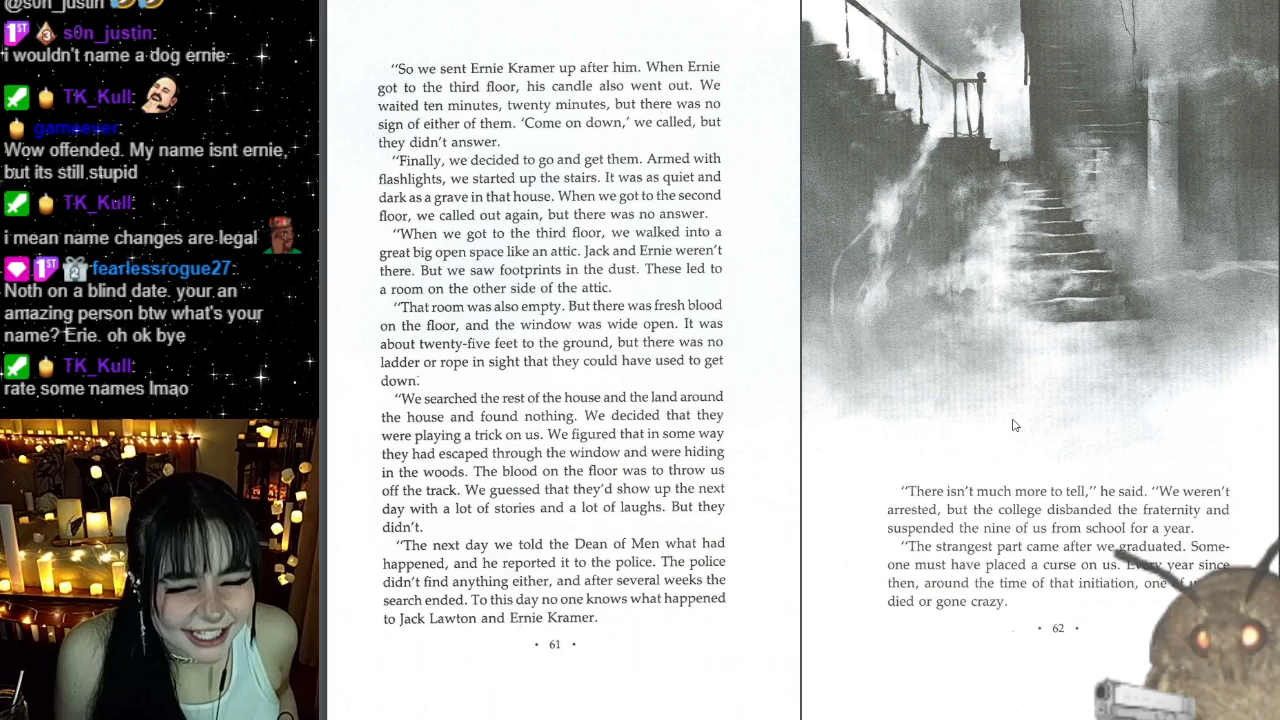 @s0n_justin
s0n_justin:
i wouldn't name a dog ernie
TK_Kull:
gameever:
Wow offended. My name isnt ernie,
but its still stupid
TK_Kull:
i mean name changes are legal
fearlessrogue27:
Noth on a blind date. your an
amazing person btw what's your
name? Erie. oh ok bye
TK_Kull:
rate some names lmao
"So we sent Ernie Kramer up after him. When Ernie
got to the third floor, his candle also went out. We
waited ten minutes, twenty minutes, but there was no
sign of either of them. 'Come on down,' we called, but
they didn't answer.
"Finally, we decided to go and get them. Armed with
flashlights, we started up the stairs. It was as quiet and
dark as a grave in that house. When we got to the second
floor, we called out again, but there was no answer.
"When we got to the third floor, we walked into a
great big open space like an attic. Jack and Ernie weren't
there. But we saw footprints in the dust. These led to
a room on the other side of the attic.
"That room was also empty. But there was fresh blood
on the floor, and the window was wide open. It was
about twenty-five feet to the ground, but there was no
ladder or rope in sight that they could have used to get
down.
"We searched the rest of the house and the land around
the house and found nothing. We decided that they
were playing a trick on us. We figured that in some way
they had escaped through the window and were hiding
in the woods. The blood on the floor was to throw us
off the track. We guessed that they'd show up the next
day with a lot of stories and a lot of laughs. But they
didn't.
"The next day we told the Dean of Men what had
happened, and he reported it to the police. The police
didn't find anything either, and after several weeks the
search ended. To this day no one knows what happened
to Jack Lawton and Ernie Kramer.
• 61 •
"There isn't much more to tell," he said. "We weren't
arrested, but the college disbanded the fraternity and
suspended the nine of us from school for a year.
"The strangest part came after we graduated. Some-
one must have placed a curse on us. Every year since
then, around the time of that initiation, one
died or gone crazy.
• 62 •